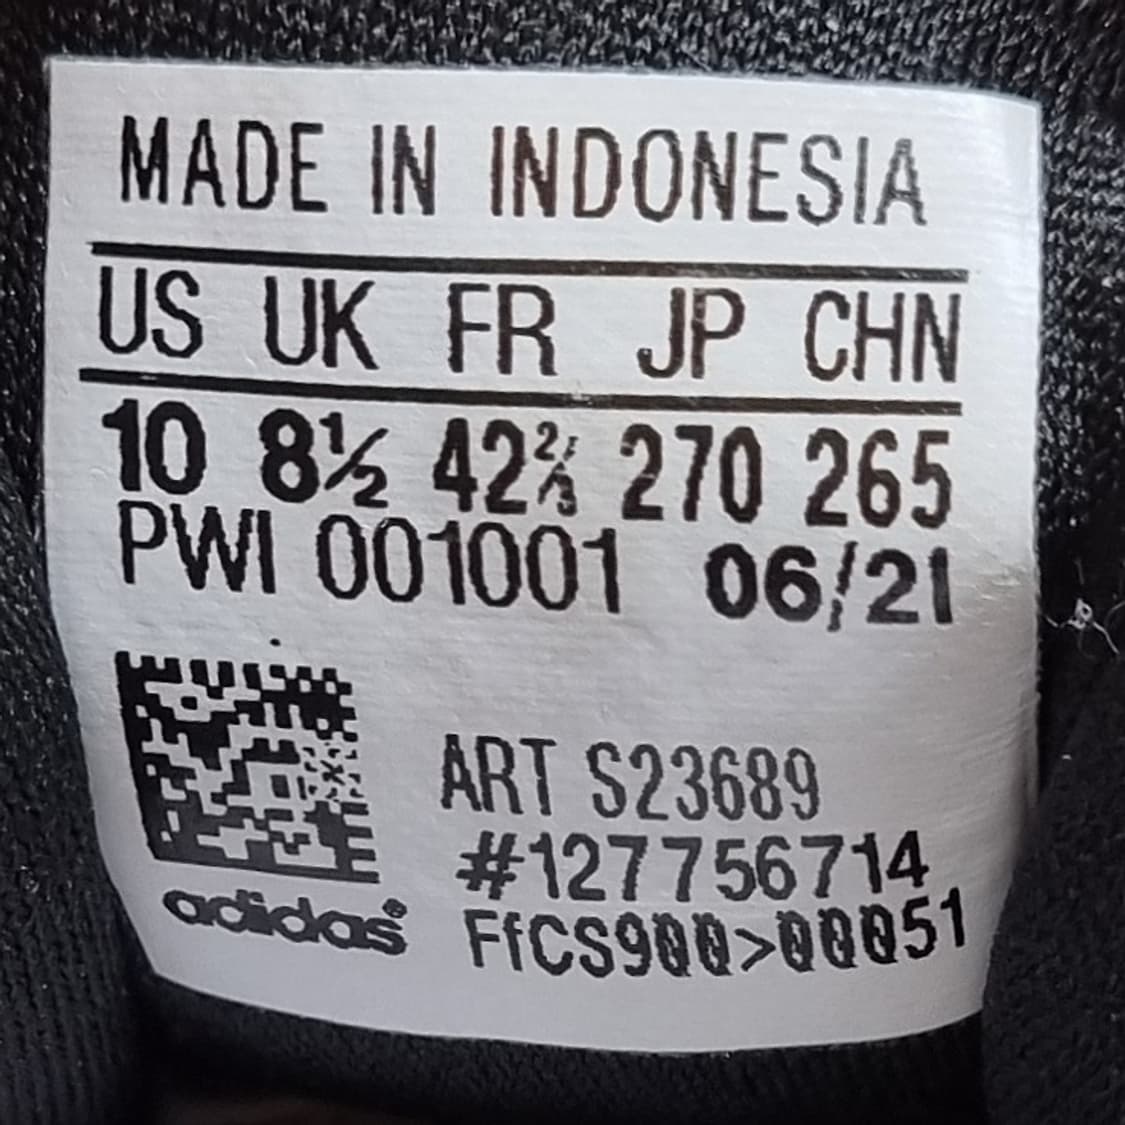 MADE IN INDONESIA
US UK FR JP CHN
10 8½ 42⅔ 270 265
PWI 001001 06/21
ART S23689
#127756714
adidas®
FfCS900>00051